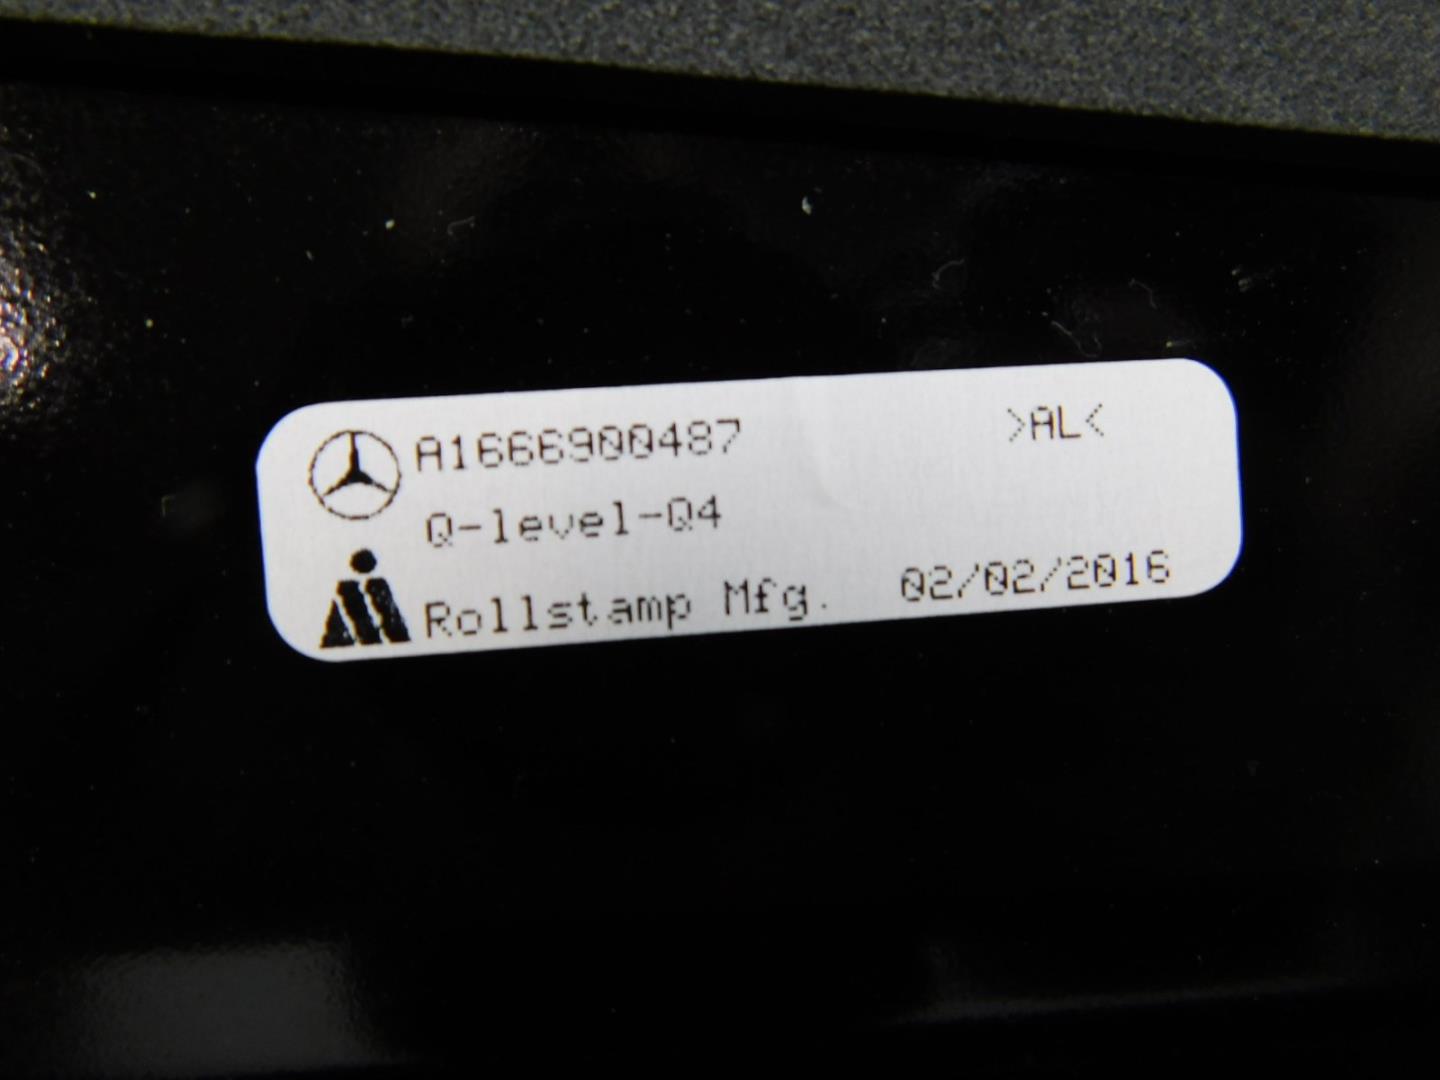 A1666900487 >AL<
Q-level-Q4
Rollstamp Mfg. 02/02/2016